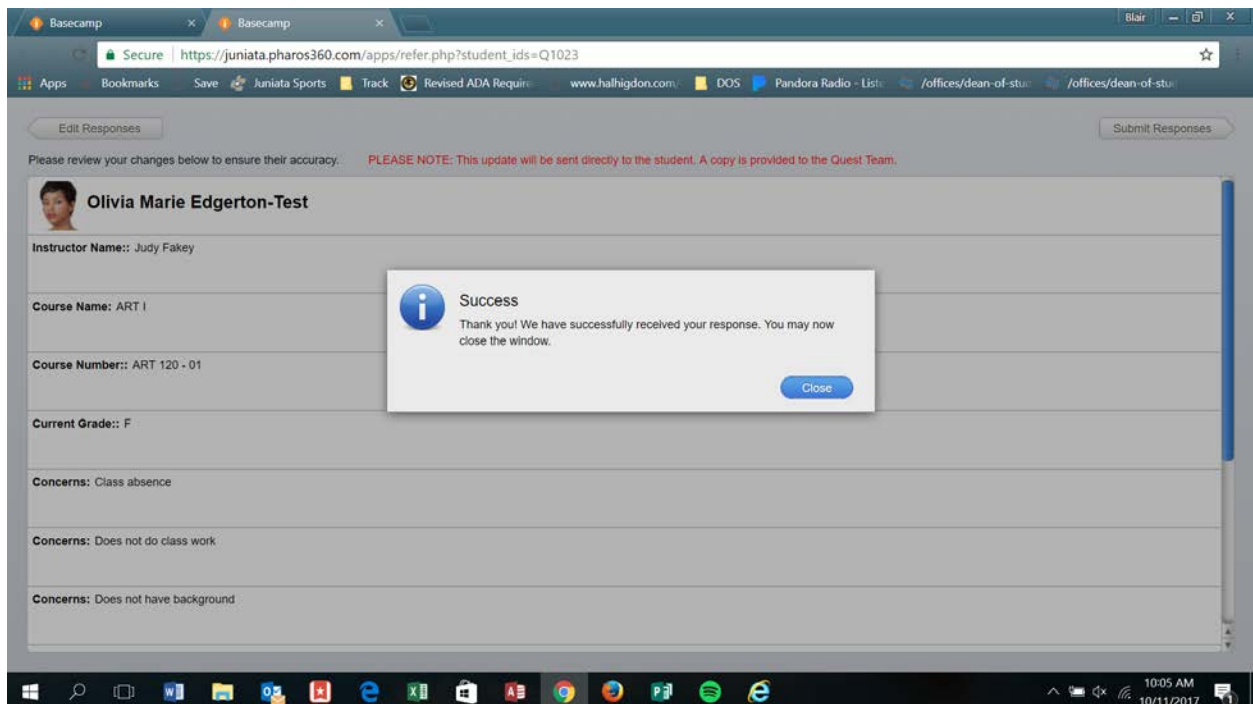 Basecamp
Basecamp
Blair
Secure https://juniata.pharos360.com/apps/refer.php?student_ids=Q1023
Apps Bookmarks Save Juniata Sports Track Revised ADA Require www.halhigdon.com/ DOS Pandora Radio - Liste /offices/dean-of-stu /offices/dean-of-stu
Edit Responses
Submit Responses
Please review your changes below to ensure their accuracy. PLEASE NOTE: This update will be sent directly to the student. A copy is provided to the Quest Team.
Olivia Marie Edgerton-Test
Instructor Name:: Judy Fakey
Course Name: ART I
Course Number:: ART 120 - 01
Current Grade:: F
Concerns: Class absence
Concerns: Does not do class work
Concerns: Does not have background
Success
Thank you! We have successfully received your response. You may now
close the window.
Close
10:05 AM
10/11/2017